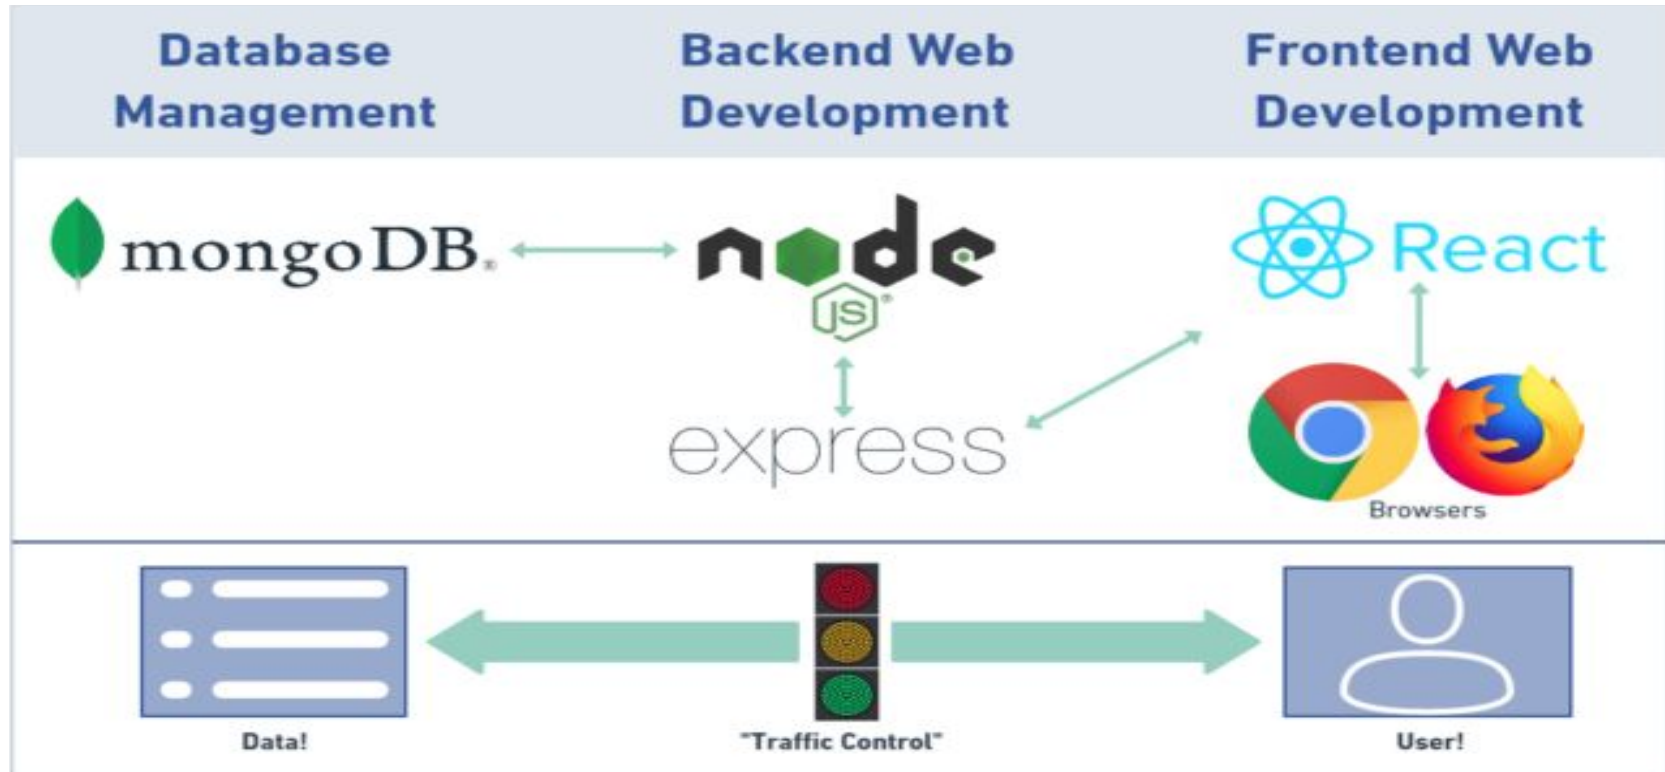 Database
Management
Backend Web
Development
Frontend Web
Development
mongoDB®
node
JS®
express
React
Browsers
Data!
"Traffic Control"
User!